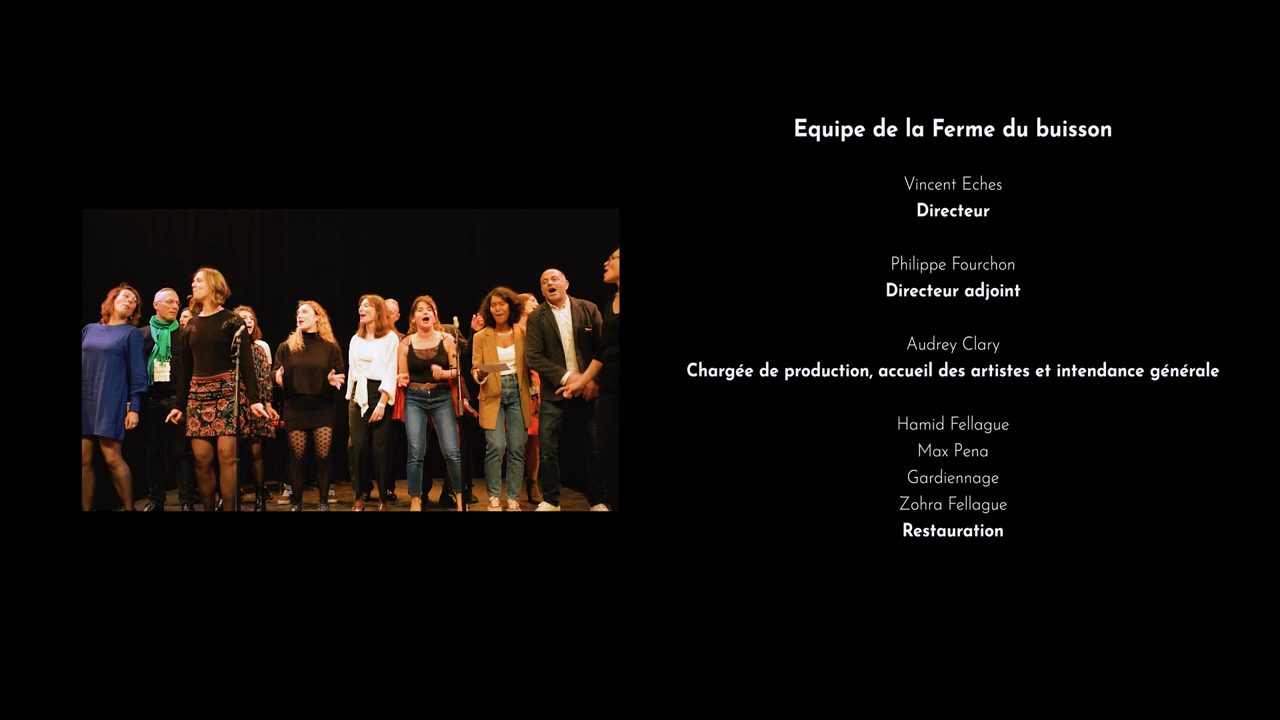 Equipe de la Ferme du buisson
Vincent Eches
Directeur
Philippe Fourchon
Directeur adjoint
Audrey Clary
Chargée de production, accueil des artistes et intendance générale
Hamid Fellague
Max Pena
Gardiennage
Zohra Fellague
Restauration